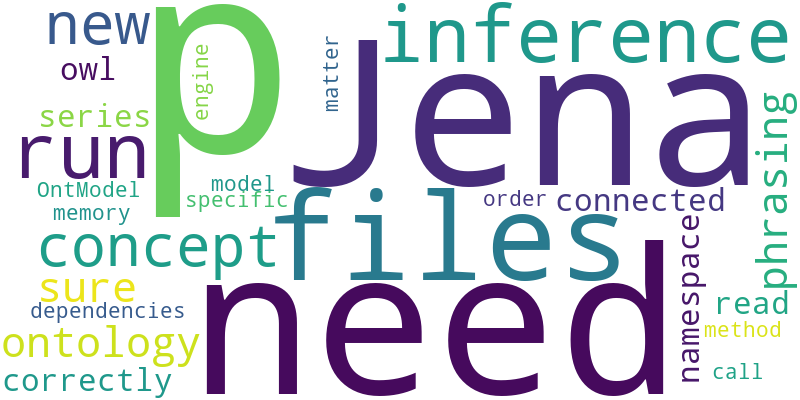 new
p
Jena
inference
owl
engine
matter
series
run
phrasing
OntModel
model
specific
memory
order
connected
files
concept
namespace
sure
need
read
dependencies
ontology
method
correctly
call